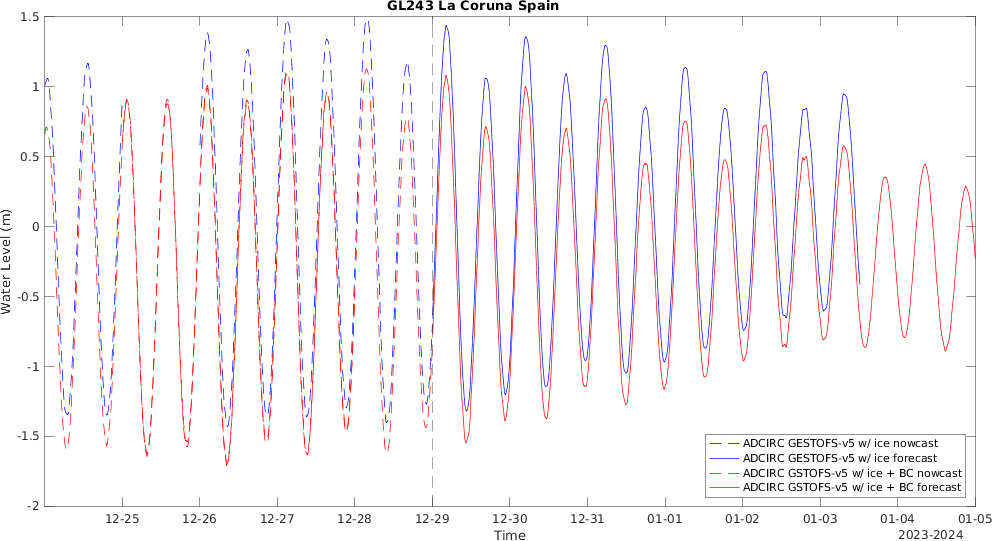 GL243 La Coruna Spain
1.5
1
0.5
0
-0.5
-1
-1.5
-2
Water Level (m)
ADCIRC GESTOFS-v5 w/ ice nowcast
ADCIRC GESTOFS-v5 w/ ice forecast
ADCIRC GSTOFS-v5 w/ ice + BC nowcast
ADCIRC GSTOFS-v5 w/ ice + BC forecast
12-25 12-26 12-27 12-28 12-29 12-30 12-31 01-01 01-02 01-03 01-04 01-05
Time
2023-2024